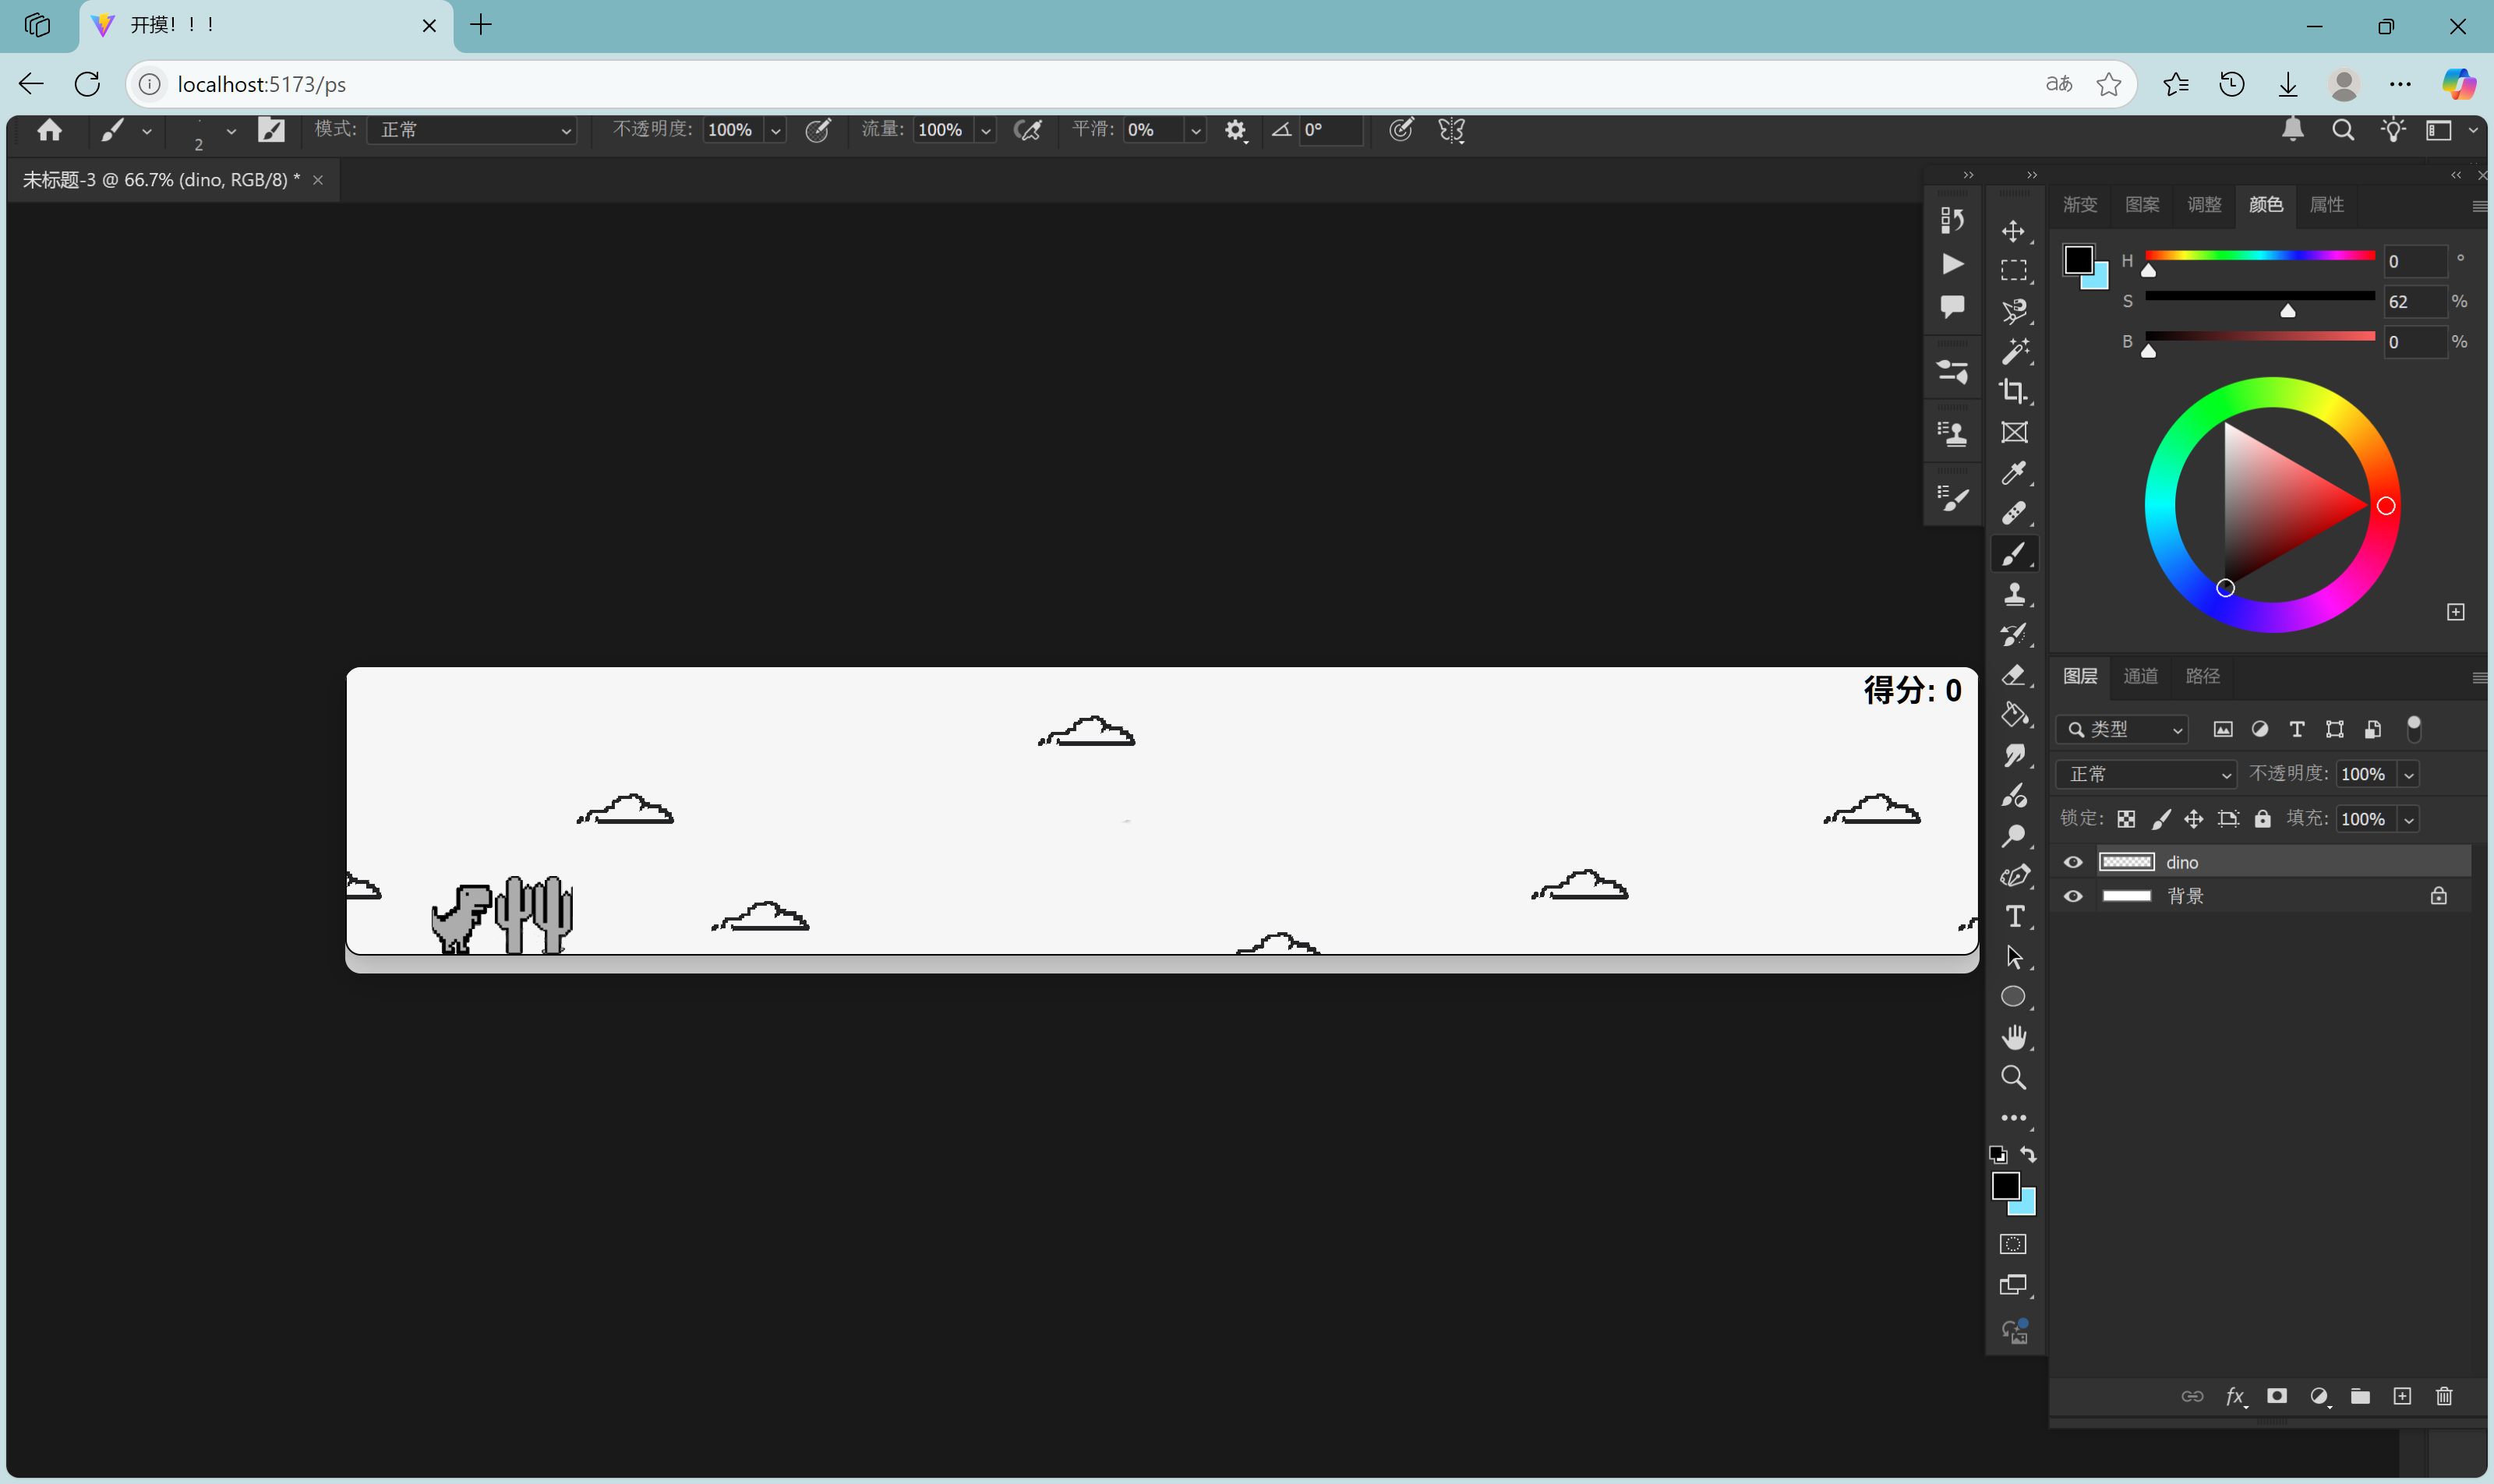 开摸！！！
localhost:5173/ps
aあ
2
模式: 正常
不透明度: 100%
流量: 100%
平滑: 0%
0°
未标题-3 @ 66.7% (dino, RGB/8) *
渐变 图案 调整 颜色 属性
H 0 °
S 62 %
B 0 %
得分: 0
图层 通道 路径
类型
正常 不透明度: 100%
锁定: 填充: 100%
dino
背景
fx